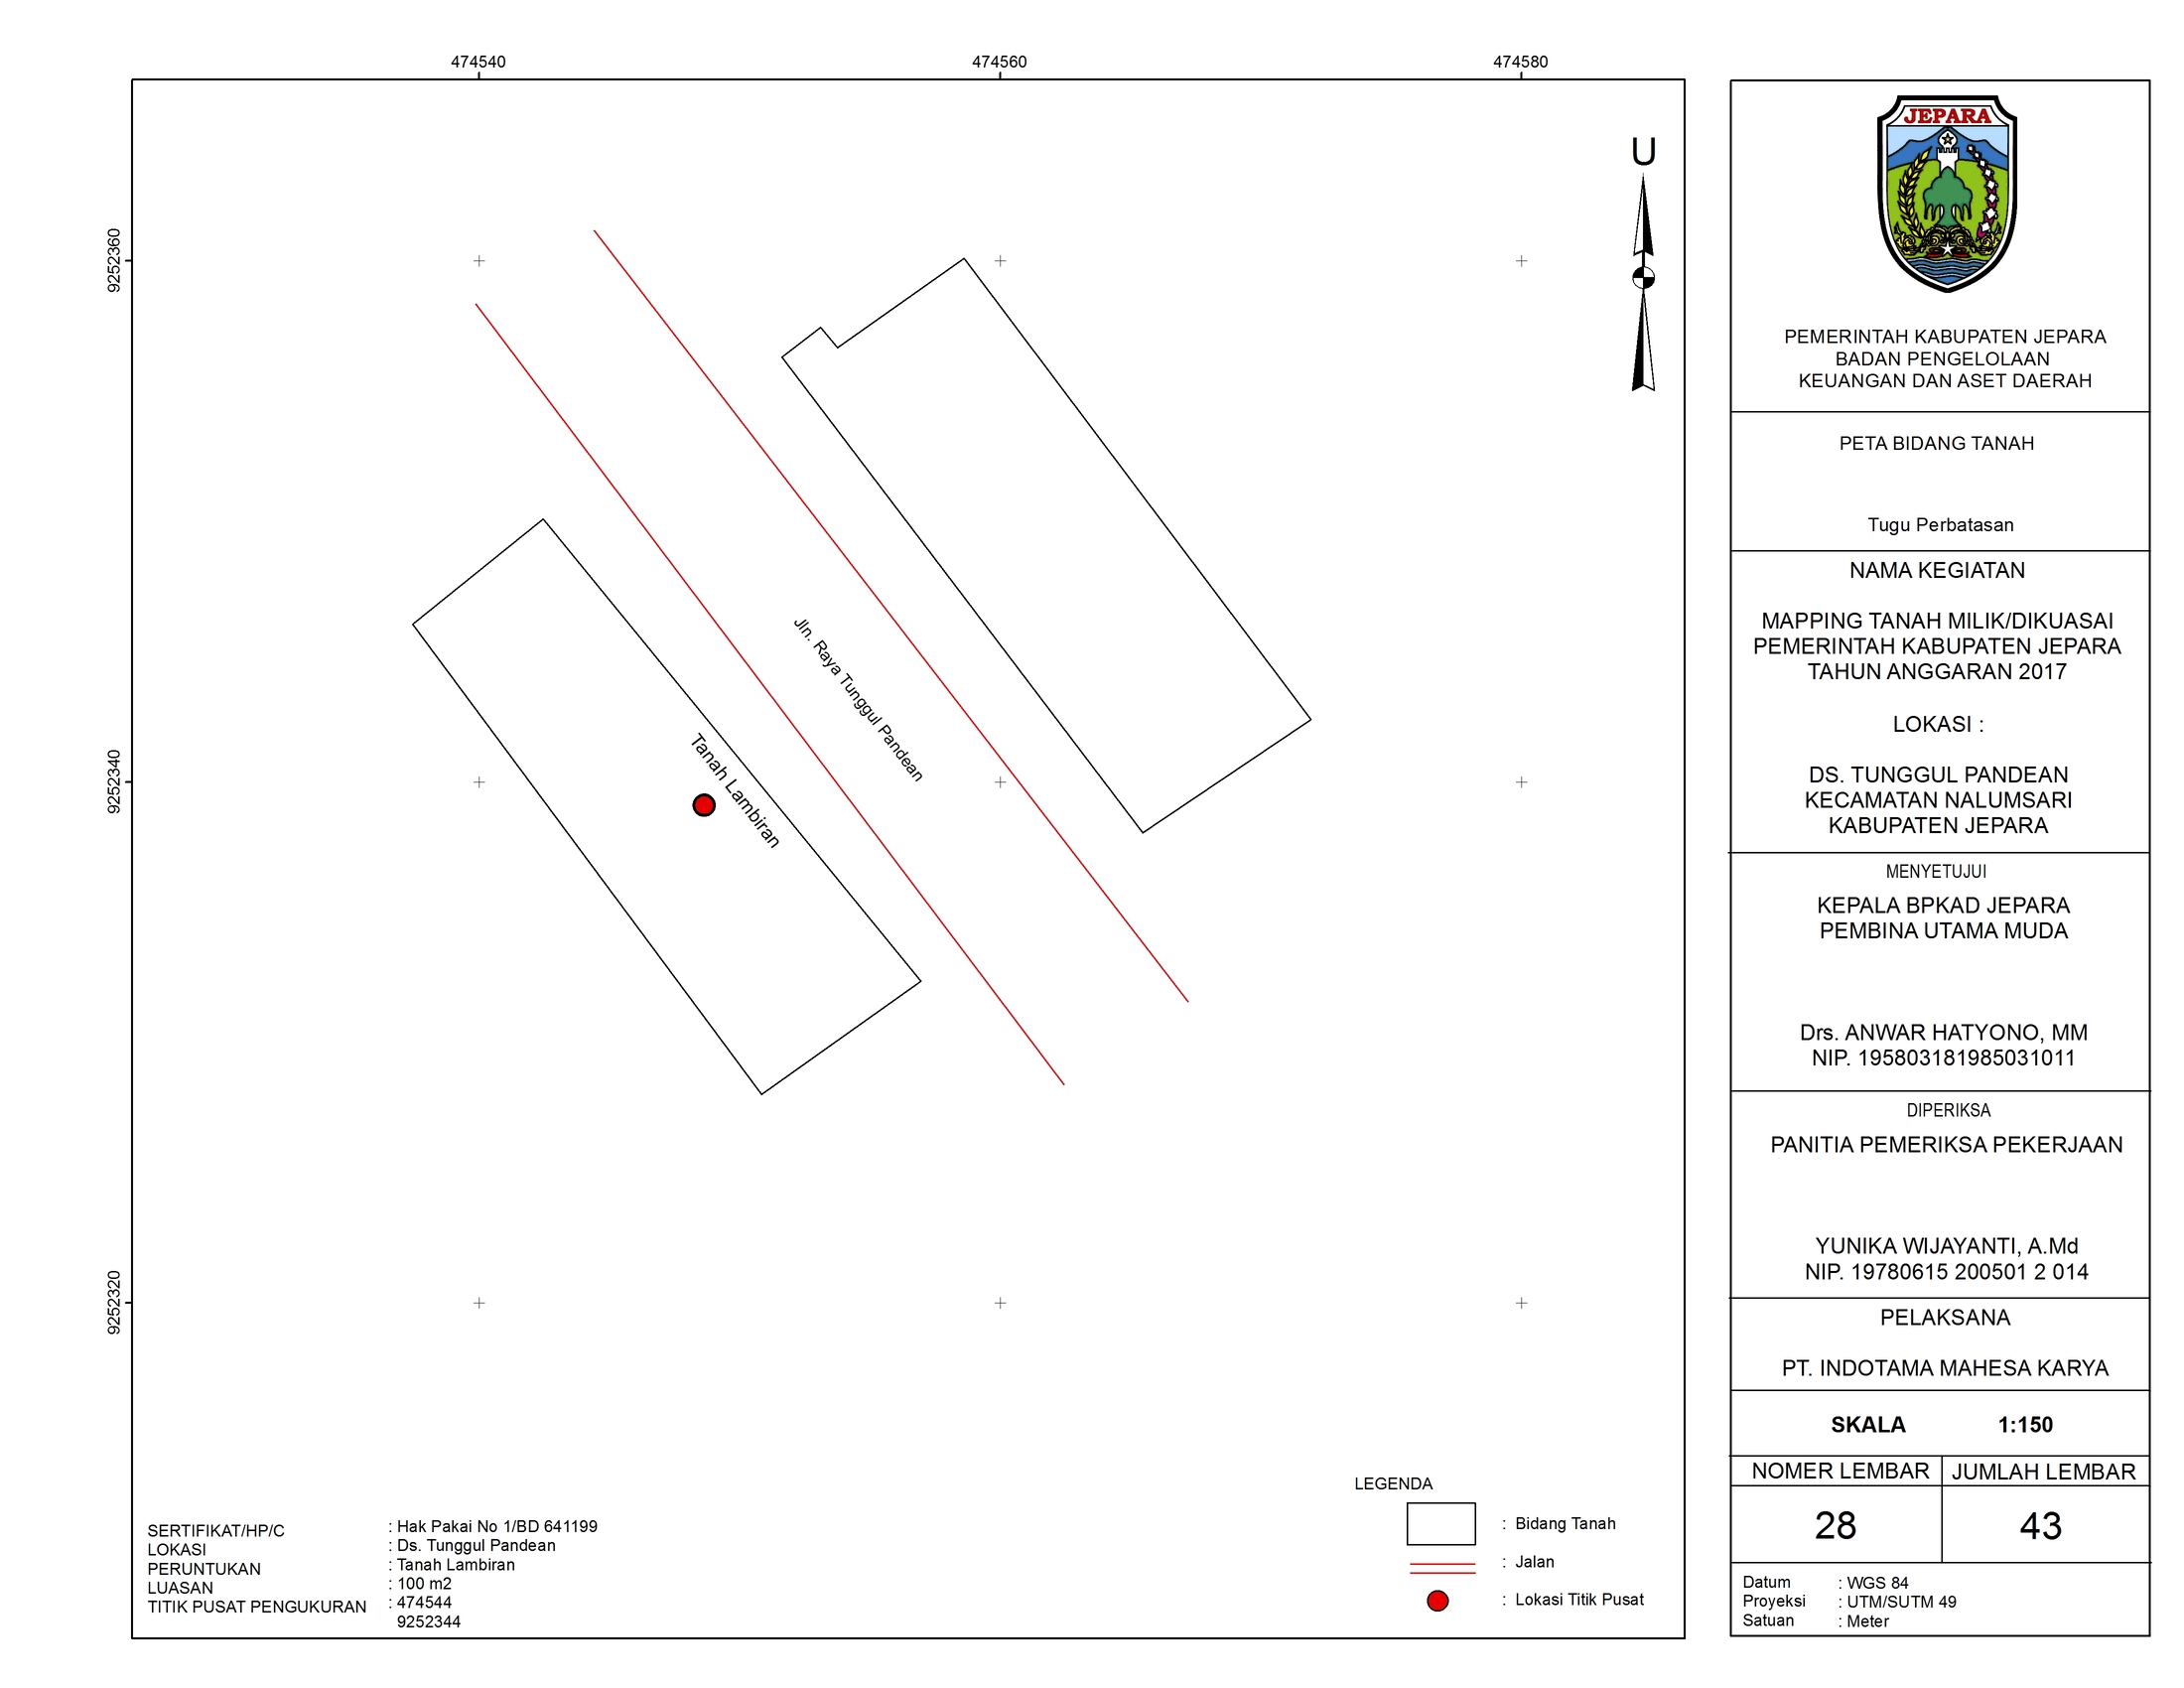 474540
474560
474580
9252360
9252340
9252320
U
Jln. Raya Tunggul Pandean
Tanah Lambiran
SERTIFIKAT/HP/C : Hak Pakai No 1/BD 641199
LOKASI : Ds. Tunggul Pandean
PERUNTUKAN : Tanah Lambiran
LUASAN : 100 m2
TITIK PUSAT PENGUKURAN : 474544
9252344
LEGENDA
: Bidang Tanah
: Jalan
: Lokasi Titik Pusat
JEPARA
PEMERINTAH KABUPATEN JEPARA
BADAN PENGELOLAAN
KEUANGAN DAN ASET DAERAH
PETA BIDANG TANAH
Tugu Perbatasan
NAMA KEGIATAN
MAPPING TANAH MILIK/DIKUASAI
PEMERINTAH KABUPATEN JEPARA
TAHUN ANGGARAN 2017
LOKASI :
DS. TUNGGUL PANDEAN
KECAMATAN NALUMSARI
KABUPATEN JEPARA
MENYETUJUI
KEPALA BPKAD JEPARA
PEMBINA UTAMA MUDA
Drs. ANWAR HATYONO, MM
NIP. 195803181985031011
DIPERIKSA
PANITIA PEMERIKSA PEKERJAAN
YUNIKA WIJAYANTI, A.Md
NIP. 19780615 200501 2 014
PELAKSANA
PT. INDOTAMA MAHESA KARYA
SKALA 1:150
NOMER LEMBAR JUMLAH LEMBAR
28 43
Datum : WGS 84
Proyeksi : UTM/SUTM 49
Satuan : Meter